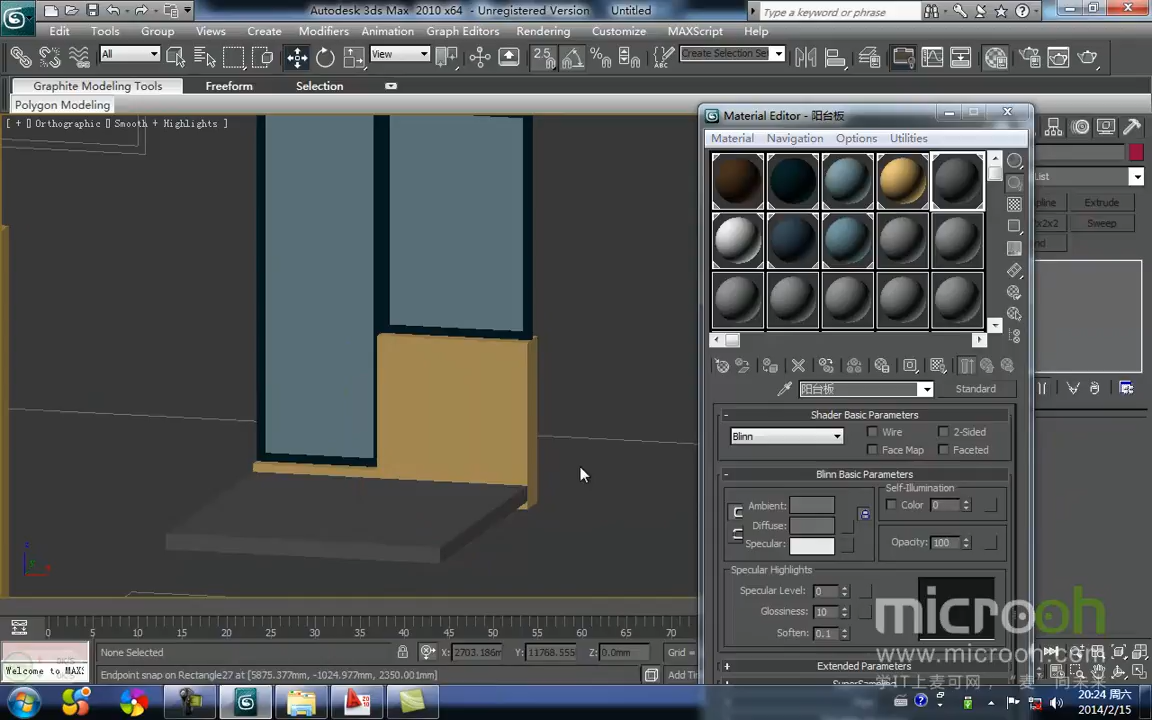 Autodesk 3ds Max 2010 x64 - Unregistered Version Untitled
Type a keyword or phrase
Edit Tools Group Views Create Modifiers Animation Graph Editors Rendering Customize MAXScript Help
All View 2.5 Create Selection Se
Graphite Modeling Tools Freeform Selection
Polygon Modeling
[ + ] Orthographic Smooth + Highlights ]
Material Editor - 阳台板
Material Navigation Options Utilities
List
Extrude
Sweep
阳台板 Standard
Shader Basic Parameters
Blinn Wire 2-Sided
Face Map Faceted
Blinn Basic Parameters
Self-Illumination
Ambient: Color 0
Diffuse:
Specular: Opacity: 100
Specular Highlights
Specular Level: 0
Glossiness: 10
Soften: 0.1
Extended Parameters
SuperSampling
0 5 10 15 20 25 30 35 40 45 50 55 60 65 70
None Selected X: 2703.186m Y: 11768.555 Z: 0.0mm Grid =
Welcome to MAXS Endpoint snap on Rectangle27 at [5875.377mm, -1024.977mm, 2350.001mm] Add Tim
microoh
www.microoh.com
20:24 周六
2014/2/15